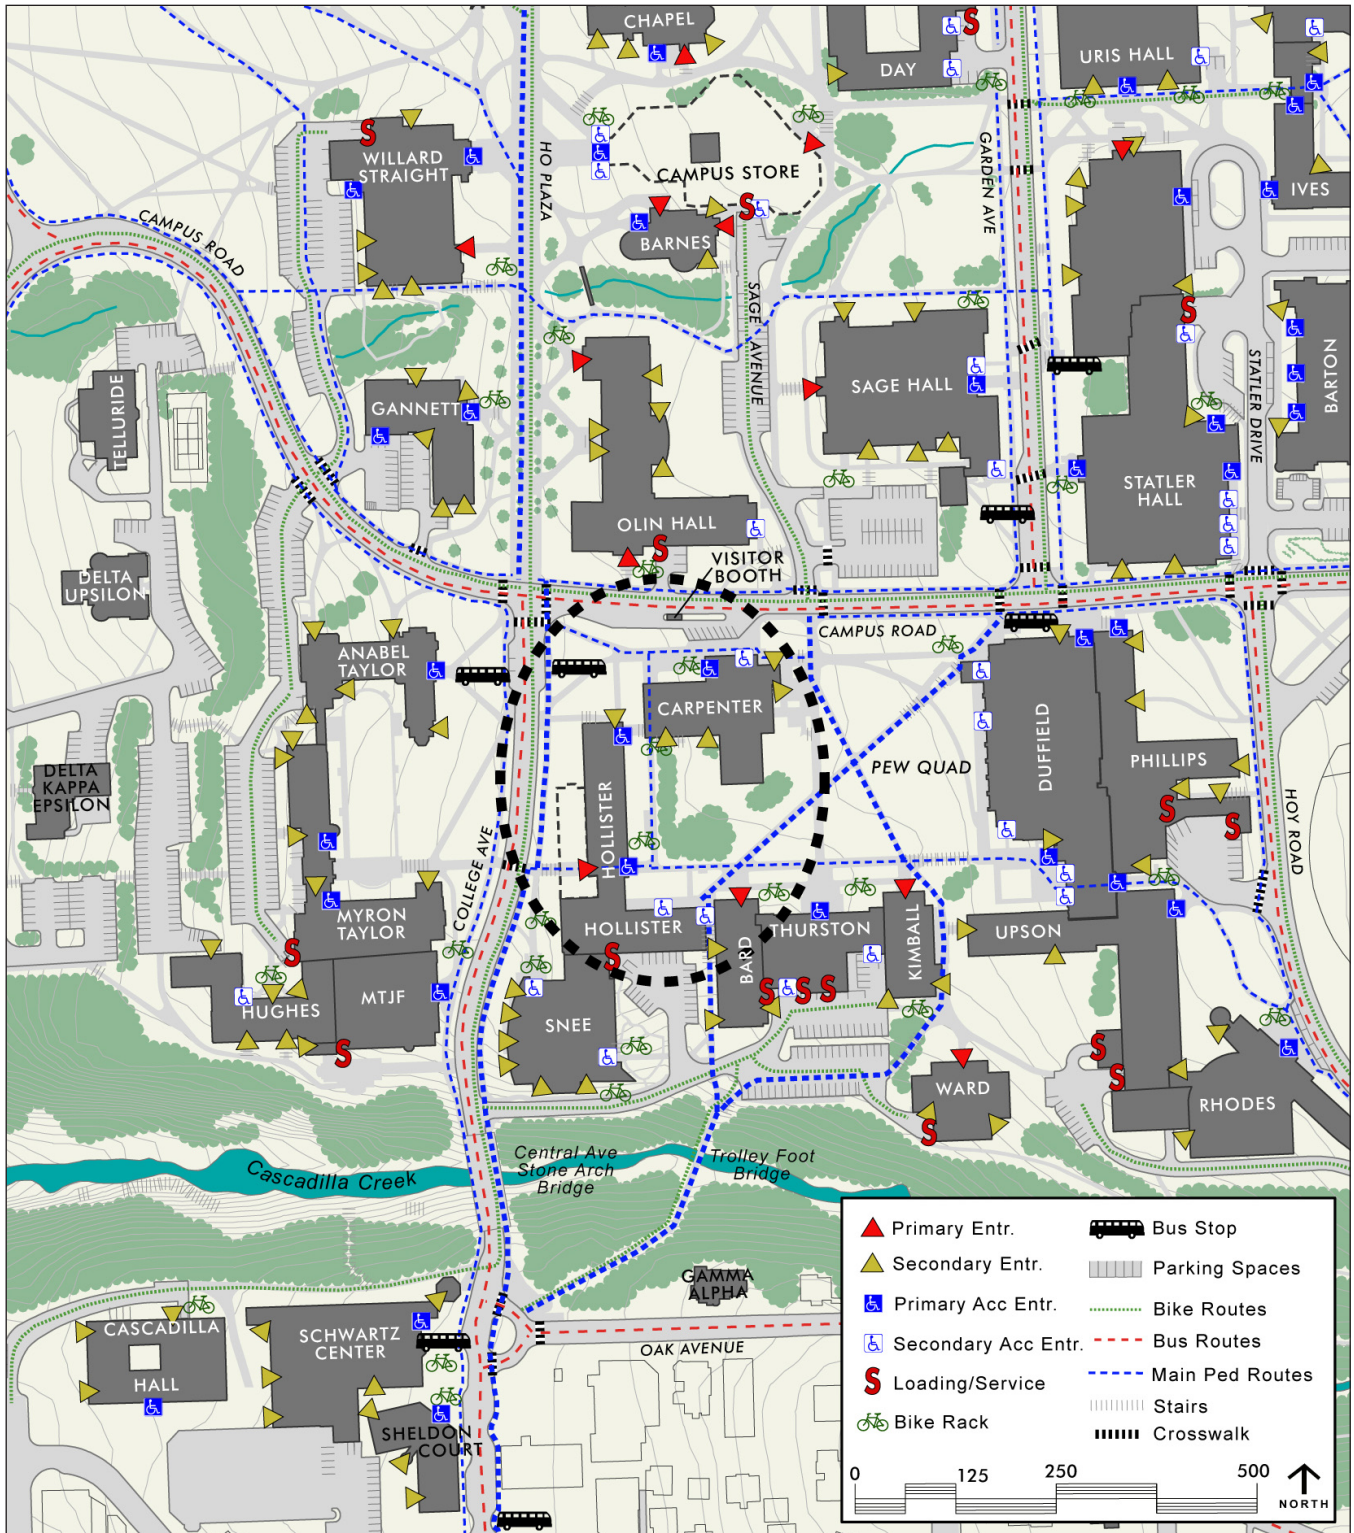 CHAPEL
DAY
URIS HALL
WILLARD
STRAIGHT
HO PLAZA
CAMPUS STORE
GARDEN AVE
IVES
CAMPUS ROAD
BARNES
SAGE AVENUE
SAGE HALL
STATLER DRIVE
BARTON
TELLURIDE
GANNETT
STATLER
HALL
OLIN HALL
VISITOR
BOOTH
DELTA
UPSILON
CAMPUS ROAD
ANABEL
TAYLOR
CARPENTER
DUFFIELD
PHILLIPS
PEW QUAD
DELTA
KAPPA
EPSILON
HOLLISTER
HOY ROAD
COLLEGE AVE
MYRON
TAYLOR
HOLLISTER
BARD
THURSTON
KIMBALL
UPSON
HUGHES
MTJF
SNEE
WARD
RHODES
Cascadilla Creek
Central Ave
Stone Arch
Bridge
Trolley Foot
Bridge
GAMMA
ALPHA
CASCADILLA
HALL
SCHWARTZ
CENTER
OAK AVENUE
SHELDON
COURT
Primary Entr.
Secondary Entr.
Primary Acc Entr.
Secondary Acc Entr.
S Loading/Service
Bike Rack
Bus Stop
Parking Spaces
Bike Routes
Bus Routes
Main Ped Routes
Stairs
Crosswalk
0 125 250 500
NORTH